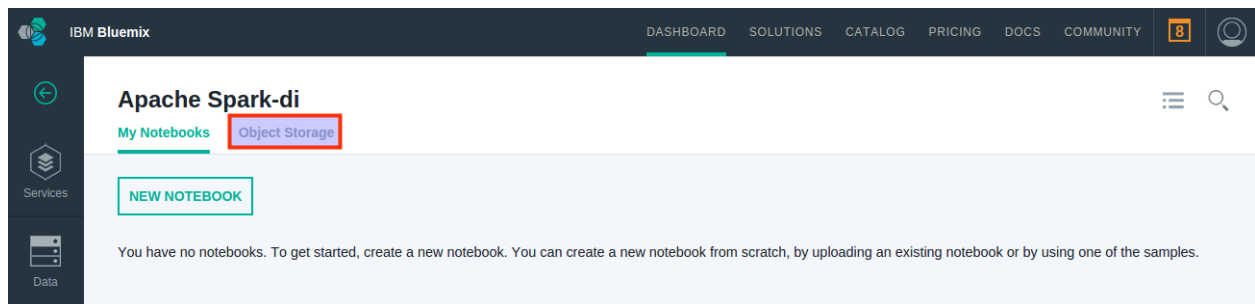 IBM Bluemix
DASHBOARD SOLUTIONS CATALOG PRICING DOCS COMMUNITY 8
Apache Spark-di
My Notebooks Object Storage
Services
NEW NOTEBOOK
You have no notebooks. To get started, create a new notebook. You can create a new notebook from scratch, by uploading an existing notebook or by using one of the samples.
Data